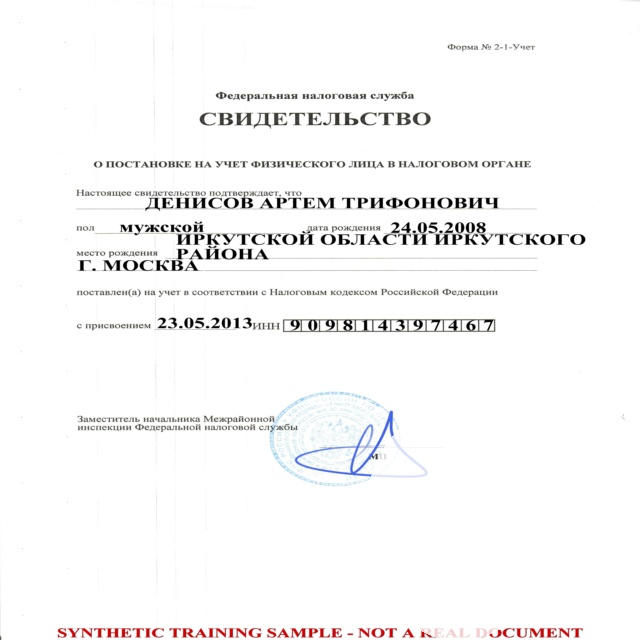 Форма № 2-1-Учет
Федеральная налоговая служба
СВИДЕТЕЛЬСТВО
О ПОСТАНОВКЕ НА УЧЕТ ФИЗИЧЕСКОГО ЛИЦА В НАЛОГОВОМ ОРГАНЕ
Настоящее свидетельство подтверждает, что
ДЕНИСОВ АРТЕМ ТРИФОНОВИЧ
пол мужской дата рождения 24.05.2008
ИРКУТСКОЙ ОБЛАСТИ ИРКУТСКОГО
место рождения РАЙОНА
Г. МОСКВА
поставлен(а) на учет в соответствии с Налоговым кодексом Российской Федерации
с присвоением 23.05.2013 ИНН 909814397467
Заместитель начальника Межрайонной
инспекции Федеральной налоговой службы
МП
SYNTHETIC TRAINING SAMPLE - NOT A REAL DOCUMENT